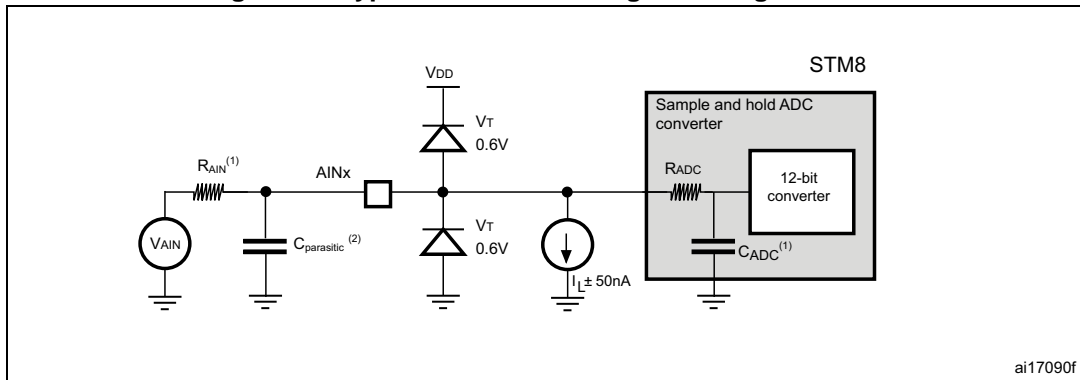 STM8
VDD
Sample and hold ADC
converter
VT
0.6V
RAIN(1)
AINx
RADC
12-bit
converter
VAIN
Cparasitic (2)
VT
0.6V
CADC(1)
IL± 50nA
ai17090f